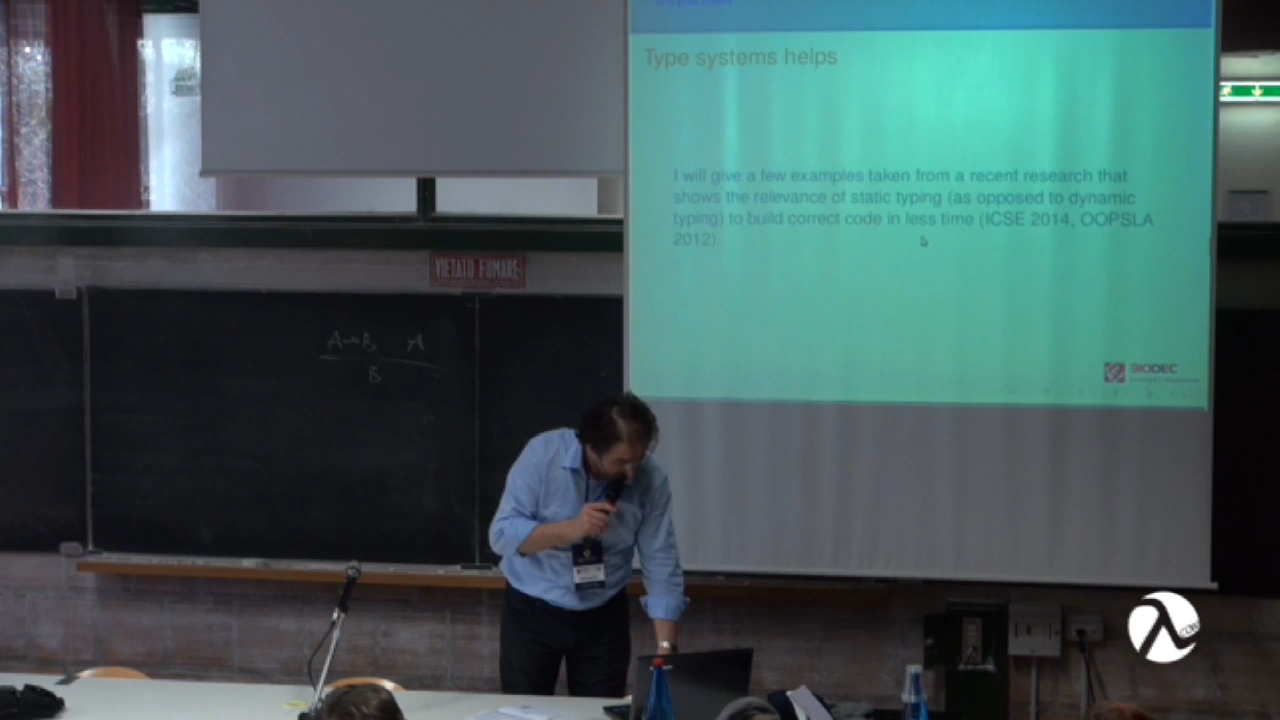 Type systems helps
I will give a few examples taken from a recent research that
shows the relevance of static typing (as opposed to dynamic
typing) to build correct code in less time (ICSE 2014, OOPSLA
2012).
VIETATO FUMARE
A→B A
B
BIODEC
λ
CON